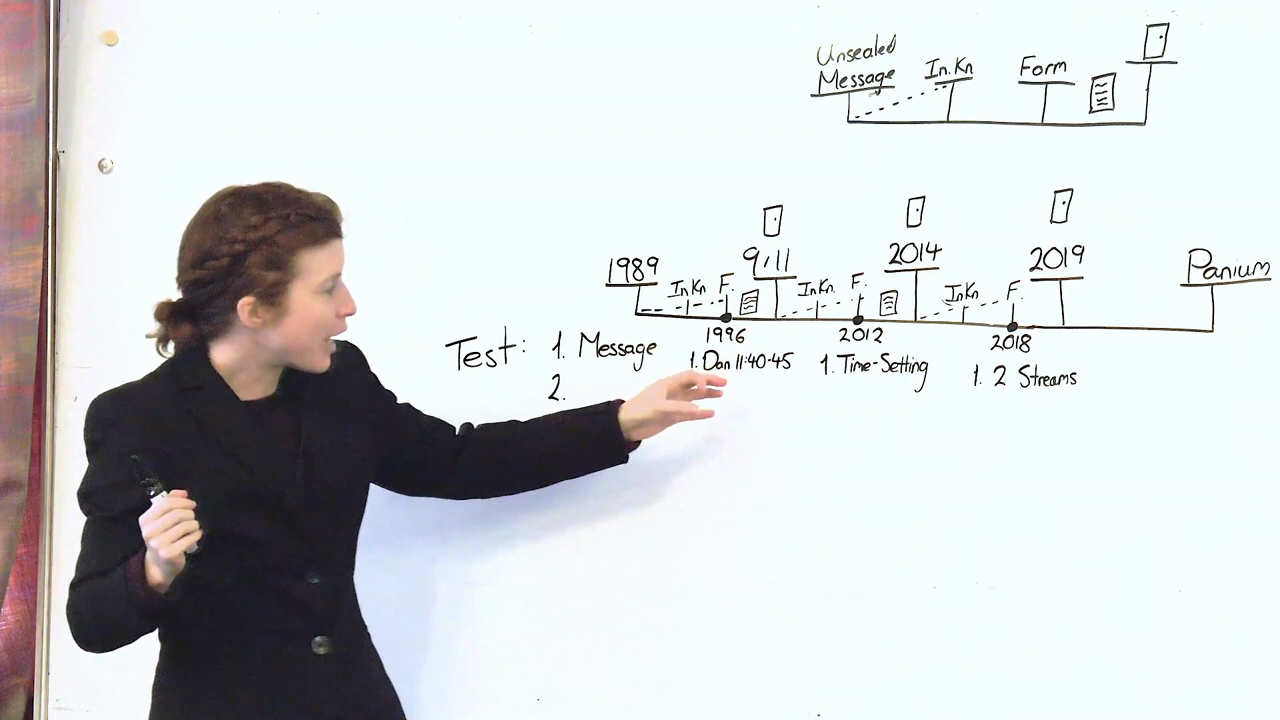 Unsealed
Message In.Kn Form
1989 9/11 2014 2019 Panium
In Kn F. In Kn. F. In Kn F.
1996 2012 2018
Test: 1. Message 1. Dan 11:40-45 1. Time-Setting 1. 2 Streams
2.